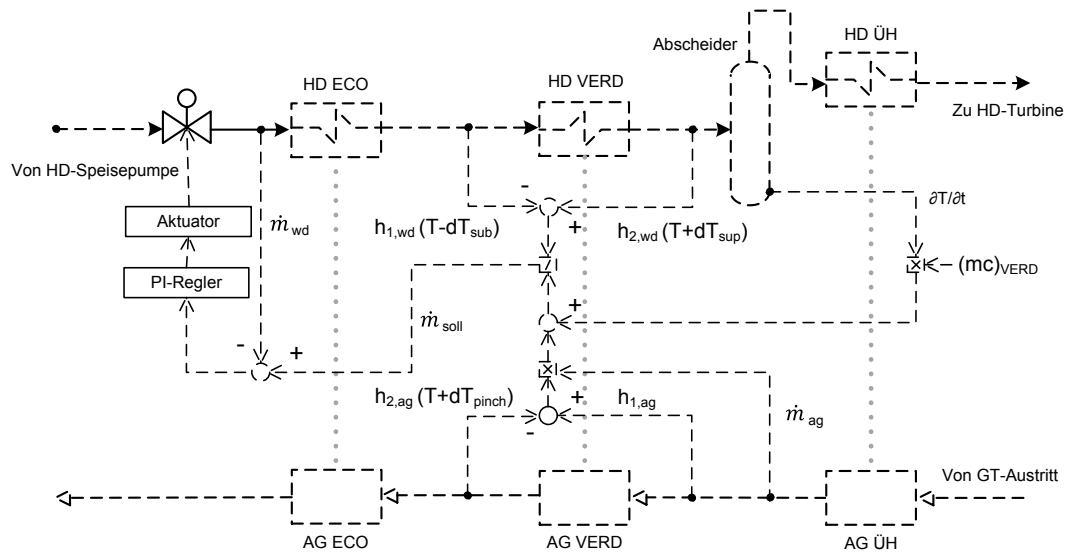 HD ÜH
Abscheider
HD ECO
HD VERD
Zu HD-Turbine
Von HD-Speisepumpe
-
∂T/∂t
Aktuator
ṁ wd
h1,wd (T-dTsub)
+
h2,wd (T+dTsup)
/
× (mc)VERD
PI-Regler
ṁ soll
+
- +
×
h2,ag (T+dTpinch)
+
h1,ag
ṁ ag
-
Von GT-Austritt
AG ECO
AG VERD
AG ÜH